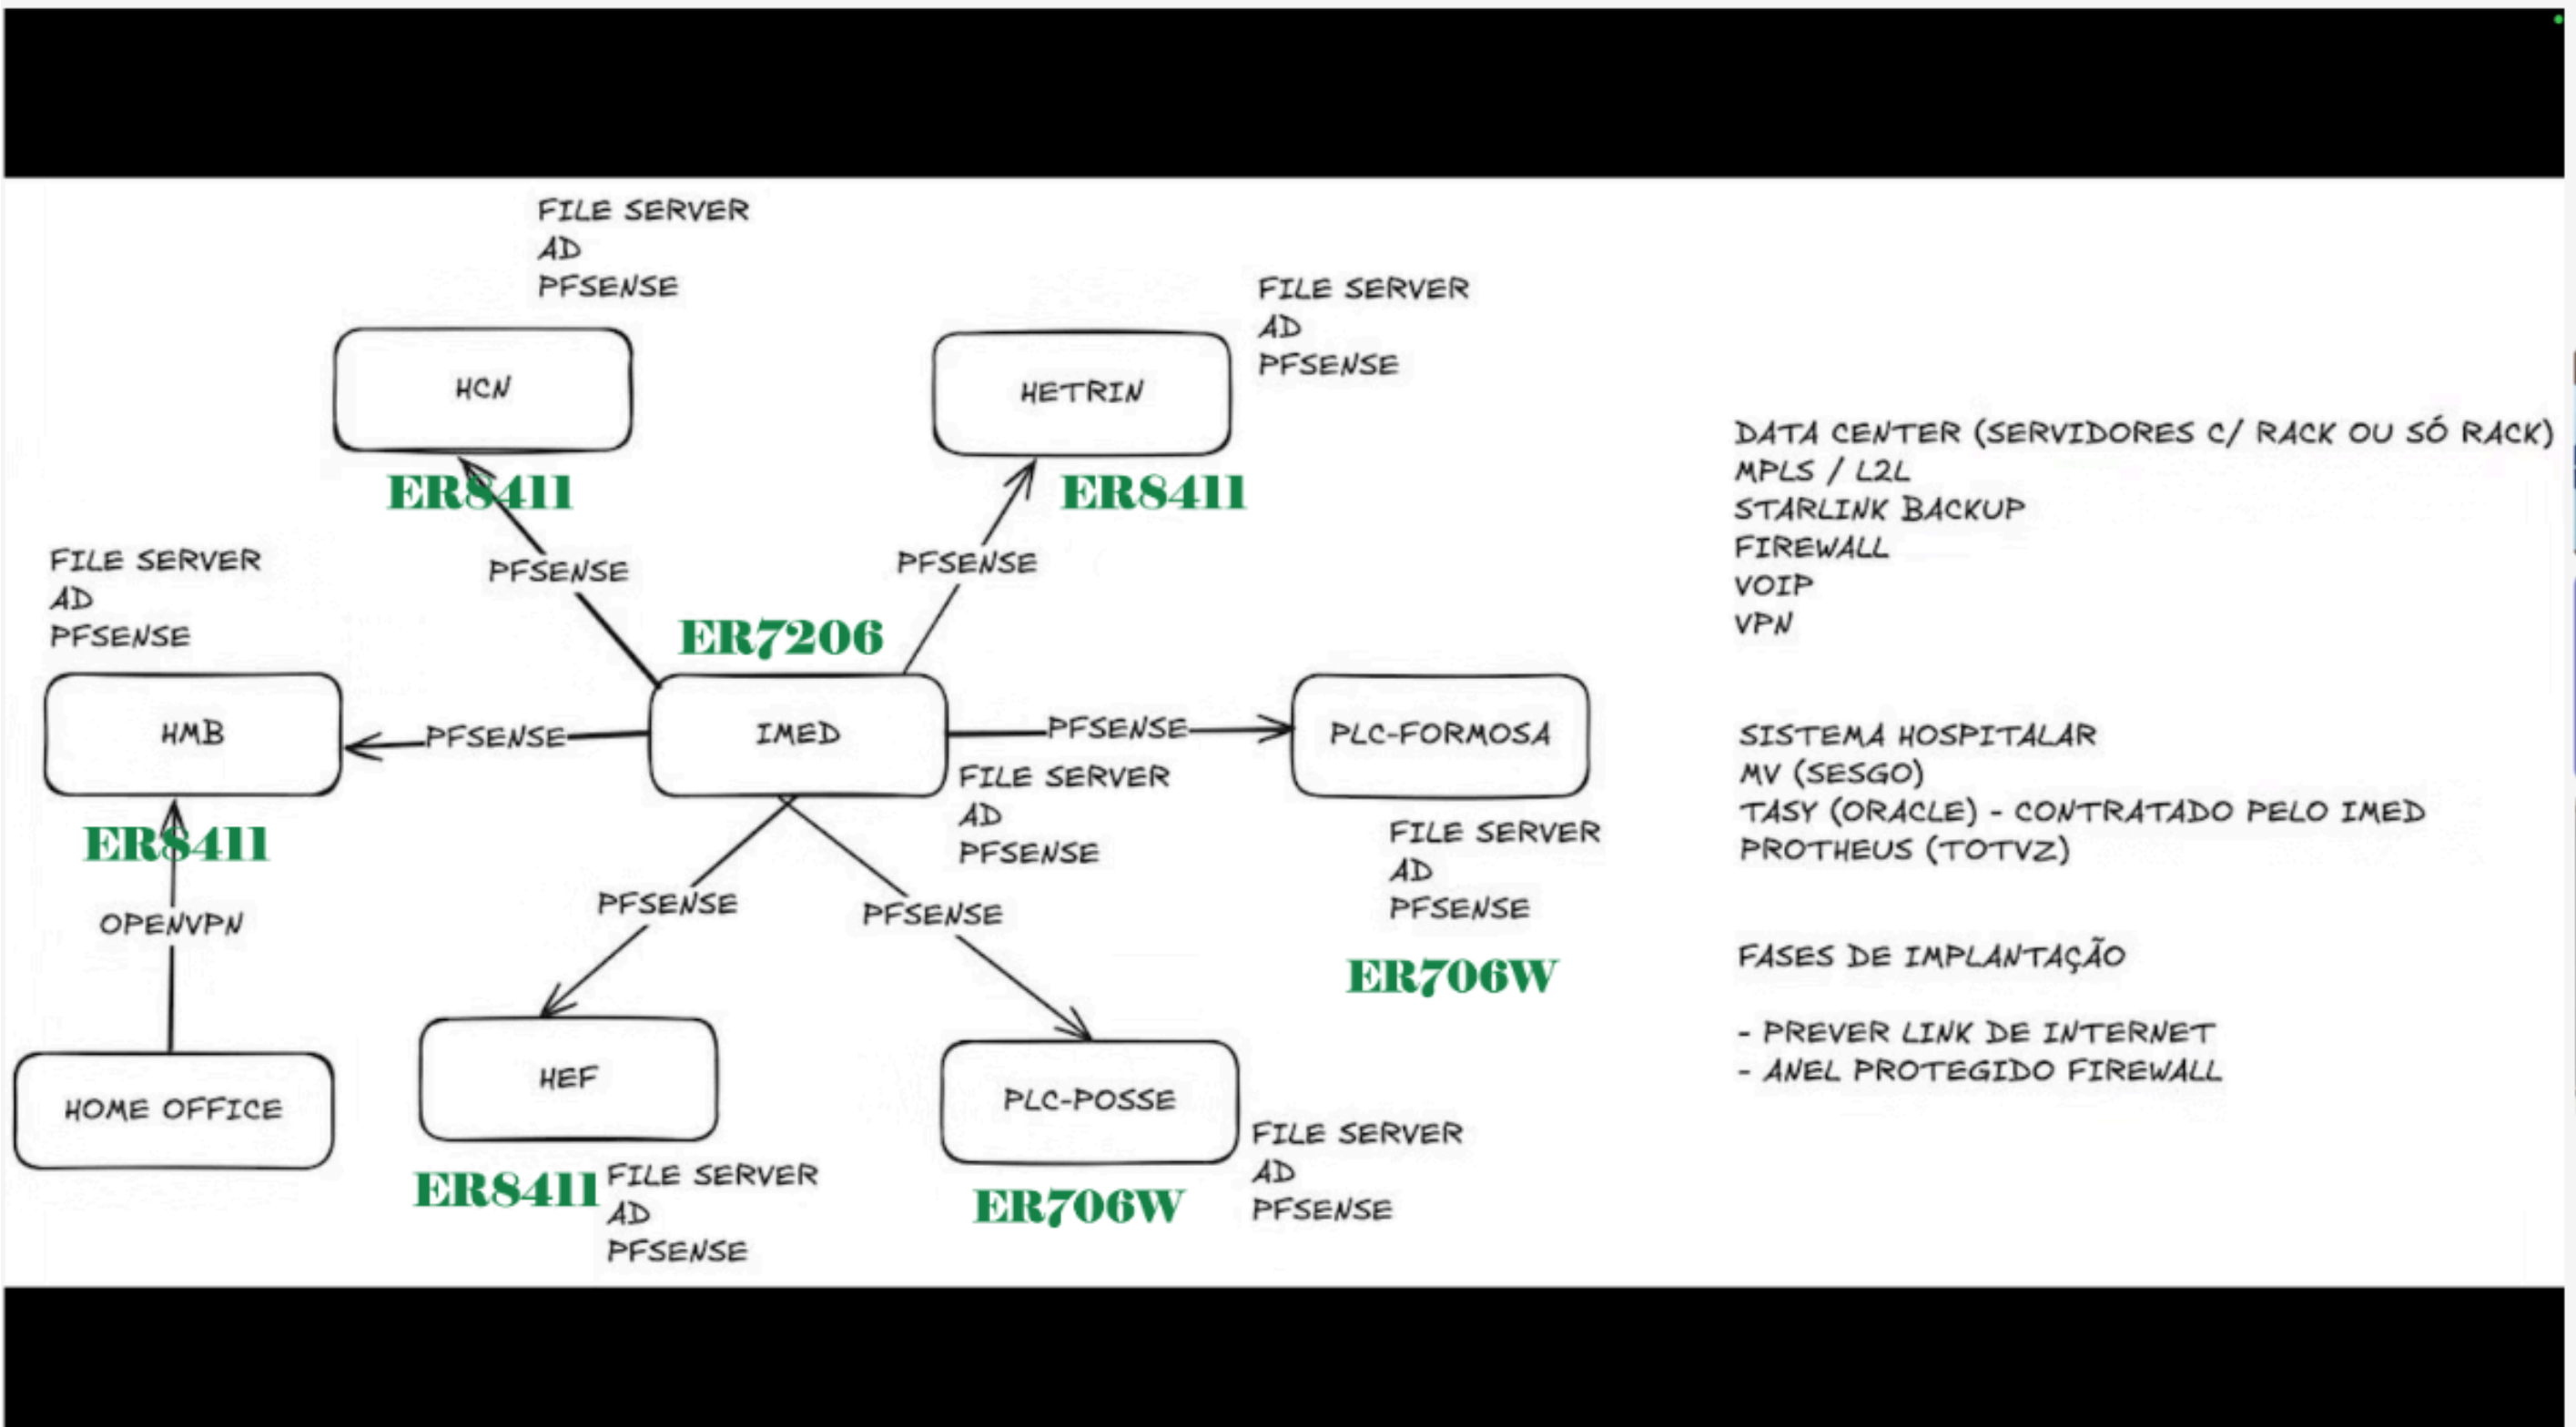 FILE SERVER
AD
PFSENSE
HCN
ER8411
PFSENSE
FILE SERVER
AD
PFSENSE
HETRIN
ER8411
PFSENSE
FILE SERVER
AD
PFSENSE
HMB
ER8411
PFSENSE
OPENVPN
HOME OFFICE
ER7206
IMED
FILE SERVER
AD
PFSENSE
PFSENSE
PLC-FORMOSA
FILE SERVER
AD
PFSENSE
ER706W
PFSENSE
HEF
ER8411
FILE SERVER
AD
PFSENSE
PFSENSE
PLC-POSSE
ER706W
FILE SERVER
AD
PFSENSE
DATA CENTER (SERVIDORES C/ RACK OU SÓ RACK)
MPLS / L2L
STARLINK BACKUP
FIREWALL
VOIP
VPN
SISTEMA HOSPITALAR
MV (SESGO)
TASY (ORACLE) - CONTRATADO PELO IMED
PROTHEUS (TOTVZ)
FASES DE IMPLANTAÇÃO
- PREVER LINK DE INTERNET
- ANEL PROTEGIDO FIREWALL